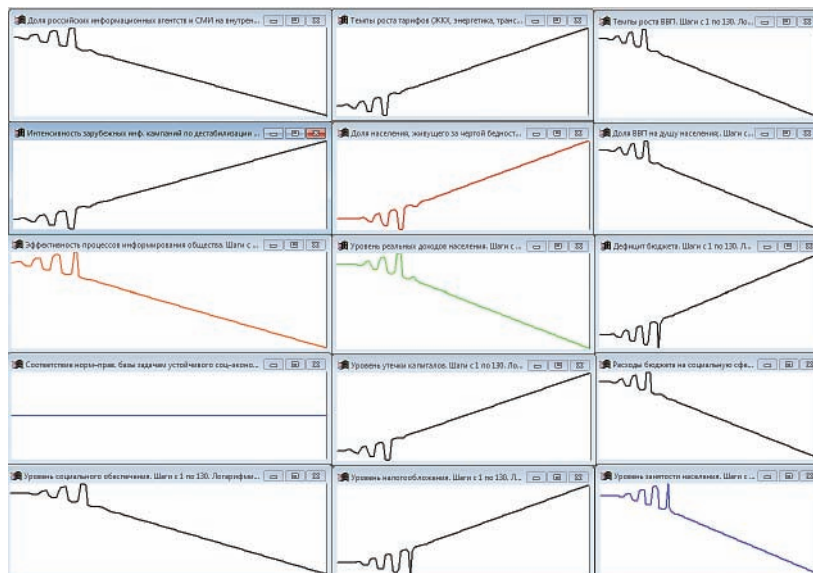 Доля российских информационных агентств и СМИ на внутрен...
Темпы роста тарифов (ЖКХ, энергетика, транс...
Темпы роста ВВП. Шаги с 1 по 130. Ло...
Интенсивность зарубежных инф. кампаний по дестабилизации ...
Доля населения, живущего за чертой бедност...
Доля ВВП на душу населения. Шаги с...
Эффективность процессов информирования общества. Шаги с ...
Уровень реальных доходов населения. Шаги с ...
Дефицит бюджета. Шаги с 1 по 130. Л...
Соответствие норм-прав. базы задачам устойчивого соц-эконо...
Уровень утечки капиталов. Шаги с 1 по 130. Ло...
Расходы бюджета на социальную сфе...
Уровень социального обеспечения. Шаги с 1 по 130. Логарифми...
Уровень налогообложения. Шаги с 1 по 130. Л...
Уровень занятости населения. Шаги с ...